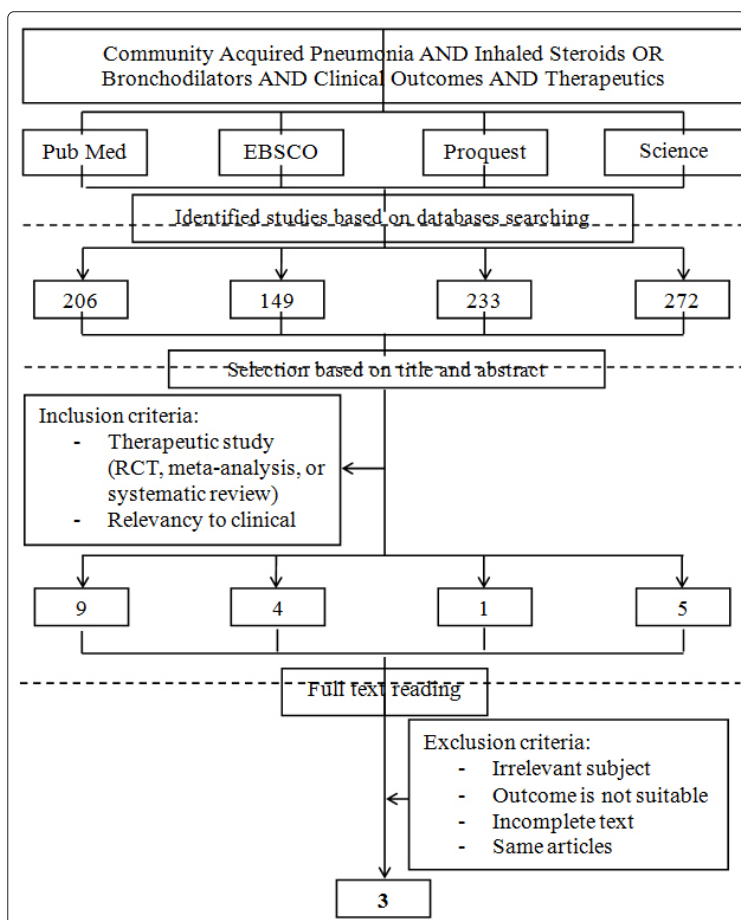 Community Acquired Pneumonia AND Inhaled Steroids OR
Bronchodilators AND Clinical Outcomes AND Therapeutics
Pub Med
EBSCO
Proquest
Science
Identified studies based on databases searching
206
149
233
272
Selection based on title and abstract
Inclusion criteria:
- Therapeutic study
(RCT, meta-analysis, or
systematic review)
- Relevancy to clinical
9
4
1
5
Full text reading
Exclusion criteria:
- Irrelevant subject
- Outcome is not suitable
- Incomplete text
- Same articles
3